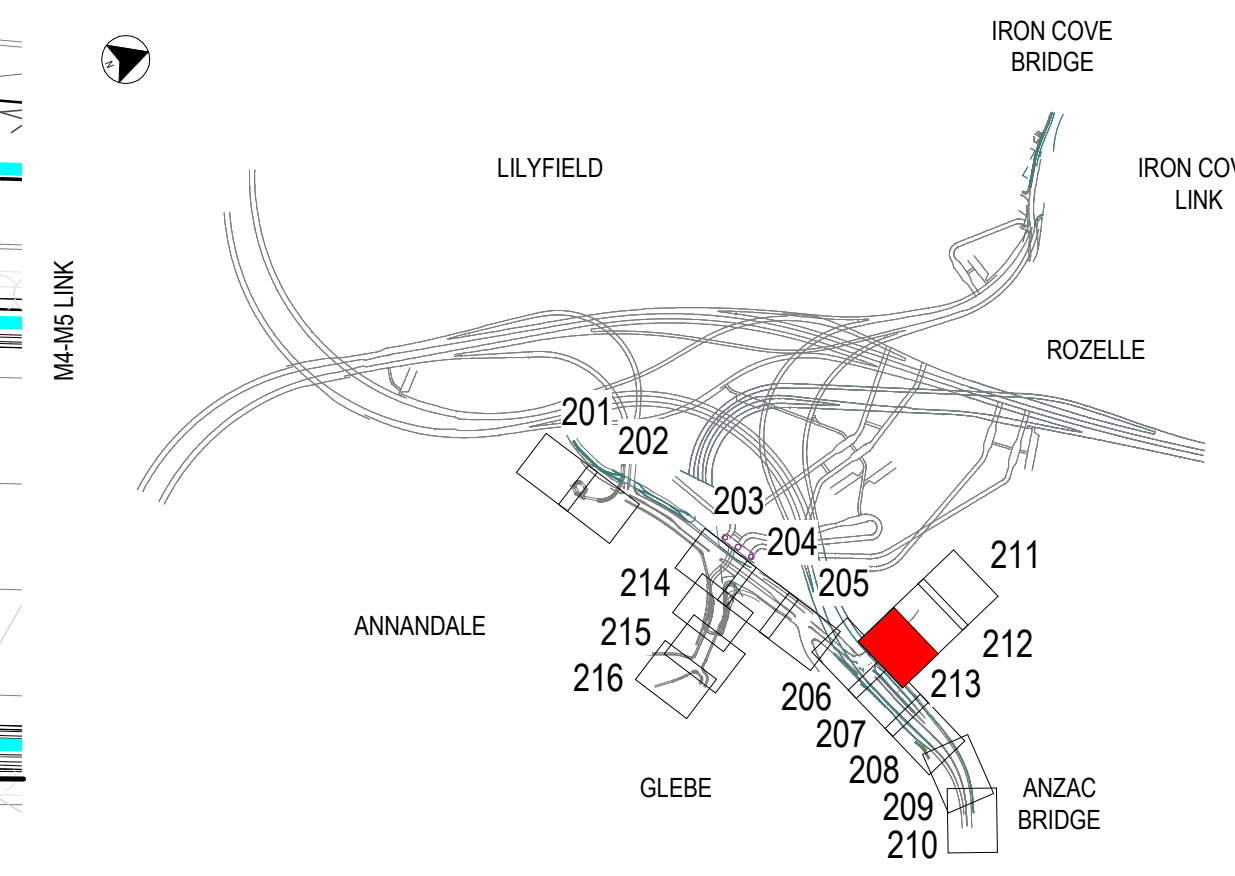 IRON COVE
BRIDGE
N
LILYFIELD
IRON COV
LINK
M4-M5 LINK
ROZELLE
201
202
203
204
205
211
214
ANNANDALE
215
212
216
213
206
207
208
GLEBE
ANZAC
BRIDGE
209
210